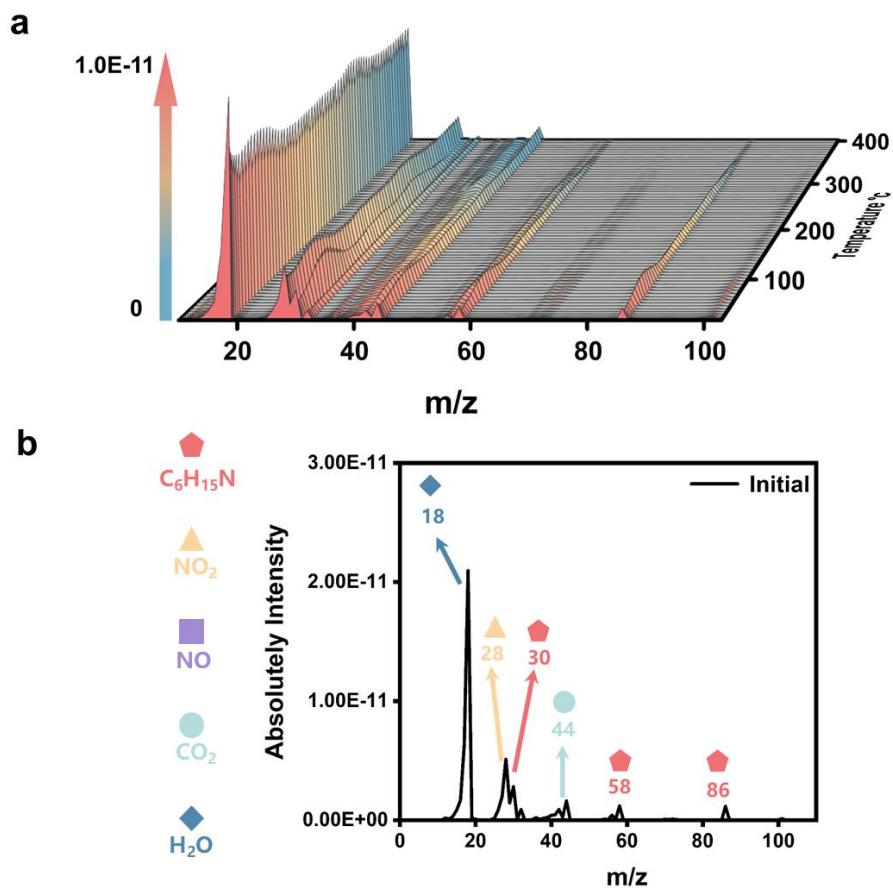 a
1.0E-11
0
400
300
200
100
Temperature °C
20
40
60
80
100
m/z
b
C₆H₁₅N
NO₂
NO
CO₂
H₂O
3.00E-11
2.00E-11
1.00E-11
0.00E+00
Absolutely Intensity
Initial
18
28
30
44
58
86
0
20
40
60
80
100
m/z